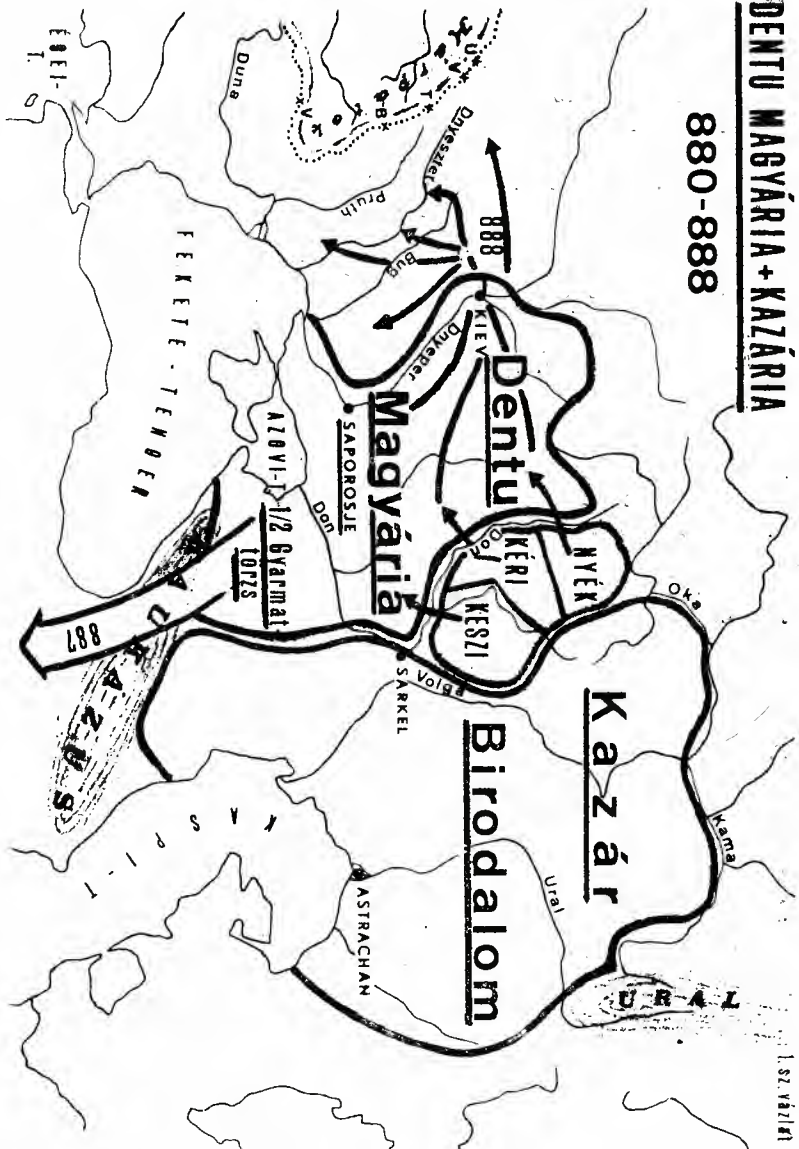 DENTU MAGYÁRIA+KAZÁRIA
880-888
I.sz. vázlat
URAL
Kama
Oka
Kazár
Birodalom
Ural
Volga
NYÉK
KÉRI
KESZI
Don
Dentu
Magyária
KIEV
888
Dnyeper
Dnyeszter
Bug
Pruth
Duna
SAPOROSJE
SARKEL
ASTRACHAN
Don
AZOVI-T.
1/2 Gyarmat
törzs
887
KASPI-T
FEKETE-TENGER
ÉGEI-
T.